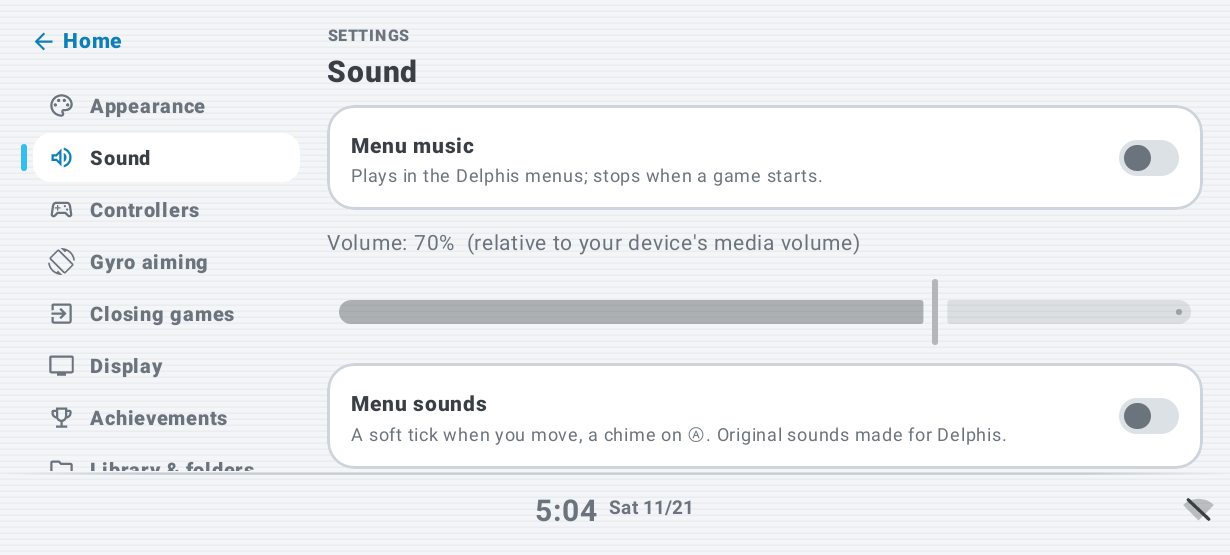 Home
Appearance
Sound
Controllers
Gyro aiming
Closing games
Display
Achievements
Library & folders
SETTINGS
Sound
Menu music
Plays in the Delphis menus; stops when a game starts.
Volume: 70%  (relative to your device's media volume)
Menu sounds
A soft tick when you move, a chime on Ⓐ. Original sounds made for Delphis.
5:04 Sat 11/21